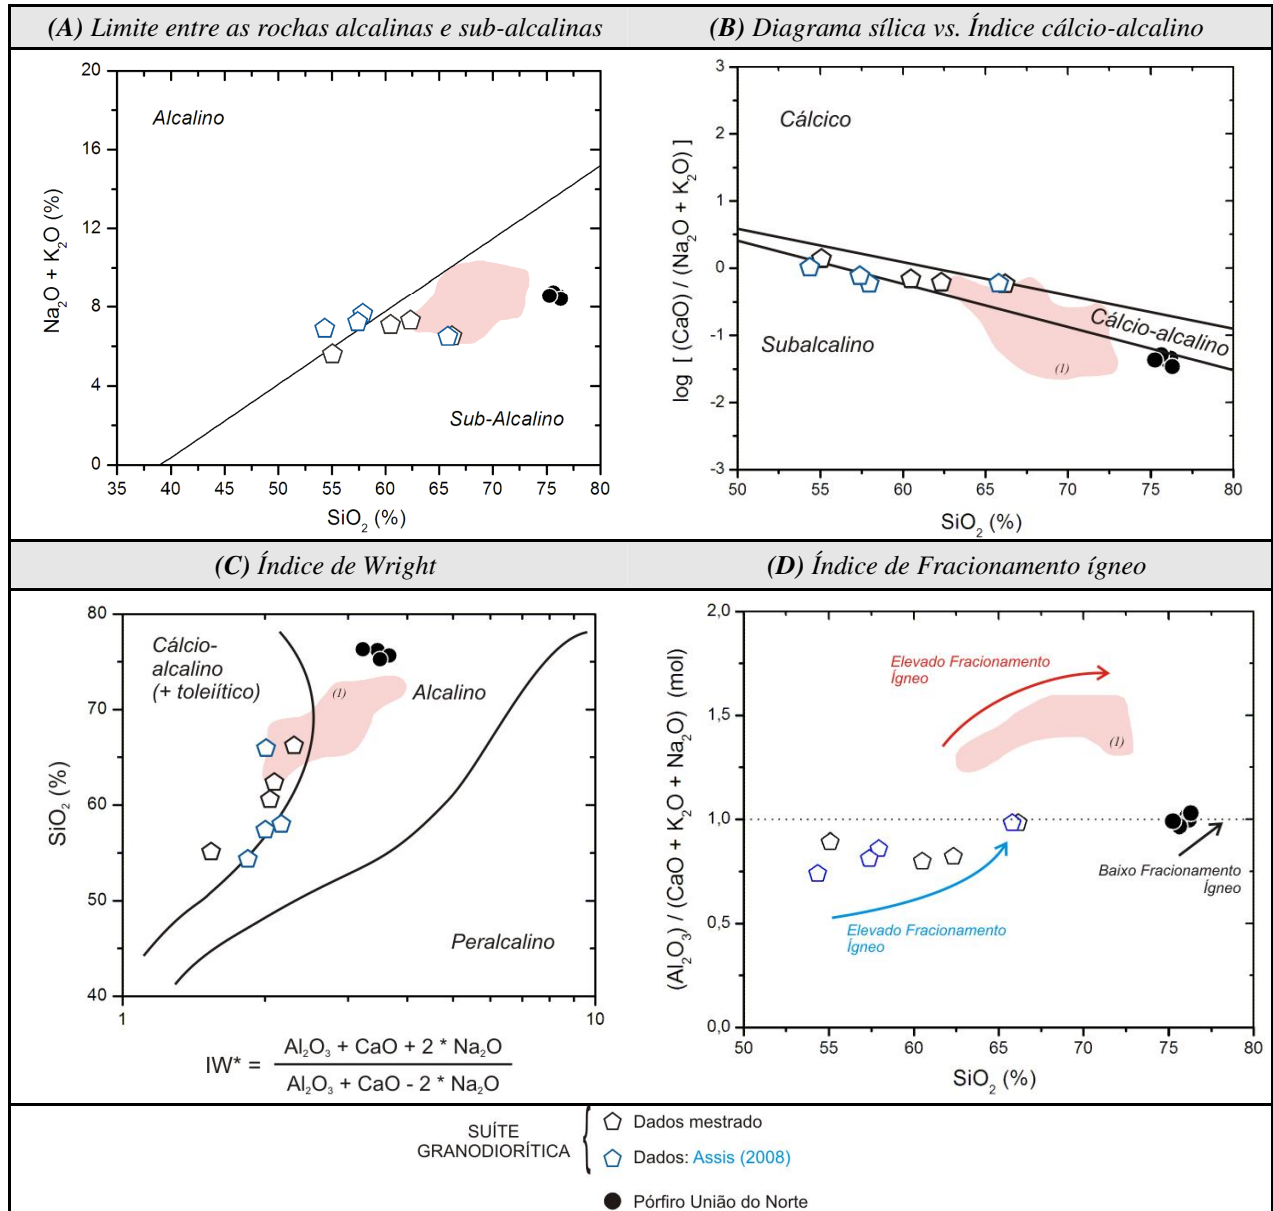 (A) Limite entre as rochas alcalinas e sub-alcalinas
(B) Diagrama sílica vs. Índice cálcio-alcalino
20
16
12
8
4
0
Na2O + K2O (%)
Alcalino
Sub-Alcalino
35 40 45 50 55 60 65 70 75 80
SiO2 (%)
3
2
1
0
-1
-2
-3
log [ (CaO) / (Na2O + K2O) ]
Cálcico
Cálcio-alcalino
Subalcalino
(1)
50 55 60 65 70 75 80
SiO2 (%)
(C) Índice de Wright
(D) Índice de Fracionamento ígneo
80
70
60
50
40
SiO2 (%)
Cálcio-
alcalino
(+ toleiítico)
(1)
Alcalino
Peralcalino
1 10
IW* = Al2O3 + CaO + 2 * Na2O
Al2O3 + CaO - 2 * Na2O
2,0
1,5
1,0
0,5
0,0
(Al2O3) / (CaO + K2O + Na2O) (mol)
Elevado Fracionamento
Ígneo
(1)
Baixo Fracionamento
Ígneo
Elevado Fracionamento
Ígneo
50 55 60 65 70 75 80
SiO2 (%)
SUÍTE
GRANODIORÍTICA
Dados mestrado
Dados: Assis (2008)
Pórfiro União do Norte